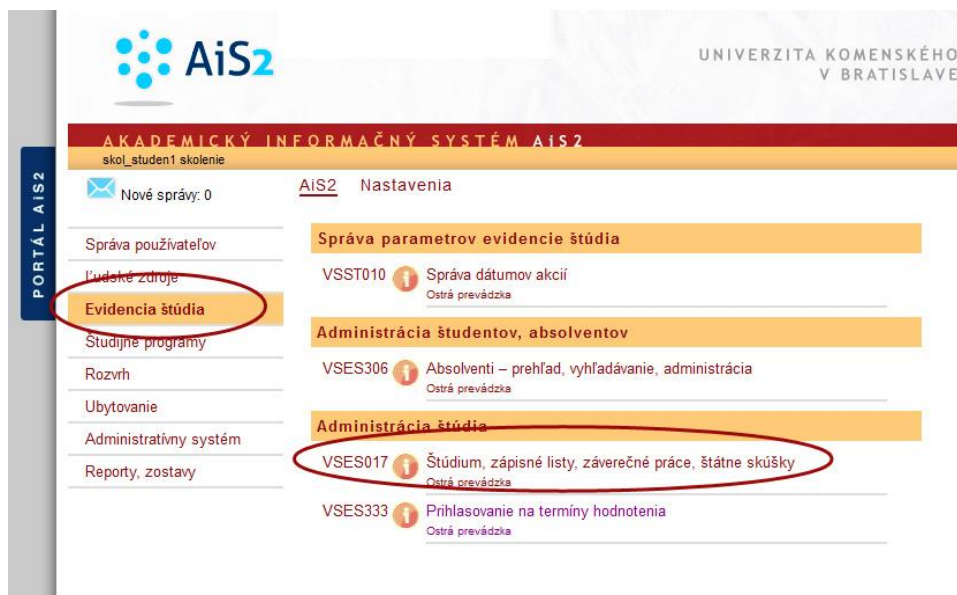 AiS2
UNIVERZITA KOMENSKÉHO
V BRATISLAVE
AKADEMICKÝ INFORMAČNÝ SYSTÉM AiS2
skol_studen1 skolenie
PORTÁL AiS2
Nové správy: 0
AiS2 Nastavenia
Správa používateľov
Ľudské zdroje
Evidencia štúdia
Študijné programy
Rozvrh
Ubytovanie
Administratívny systém
Reporty, zostavy
Správa parametrov evidencie štúdia
VSST010 Správa dátumov akcií
Ostrá prevádzka
Administrácia študentov, absolventov
VSES306 Absolventi – prehľad, vyhľadávanie, administrácia
Ostrá prevádzka
Administrácia štúdia
VSES017 Štúdium, zápisné listy, záverečné práce, štátne skúšky
Ostrá prevádzka
VSES333 Prihlasovanie na termíny hodnotenia
Ostrá prevádzka